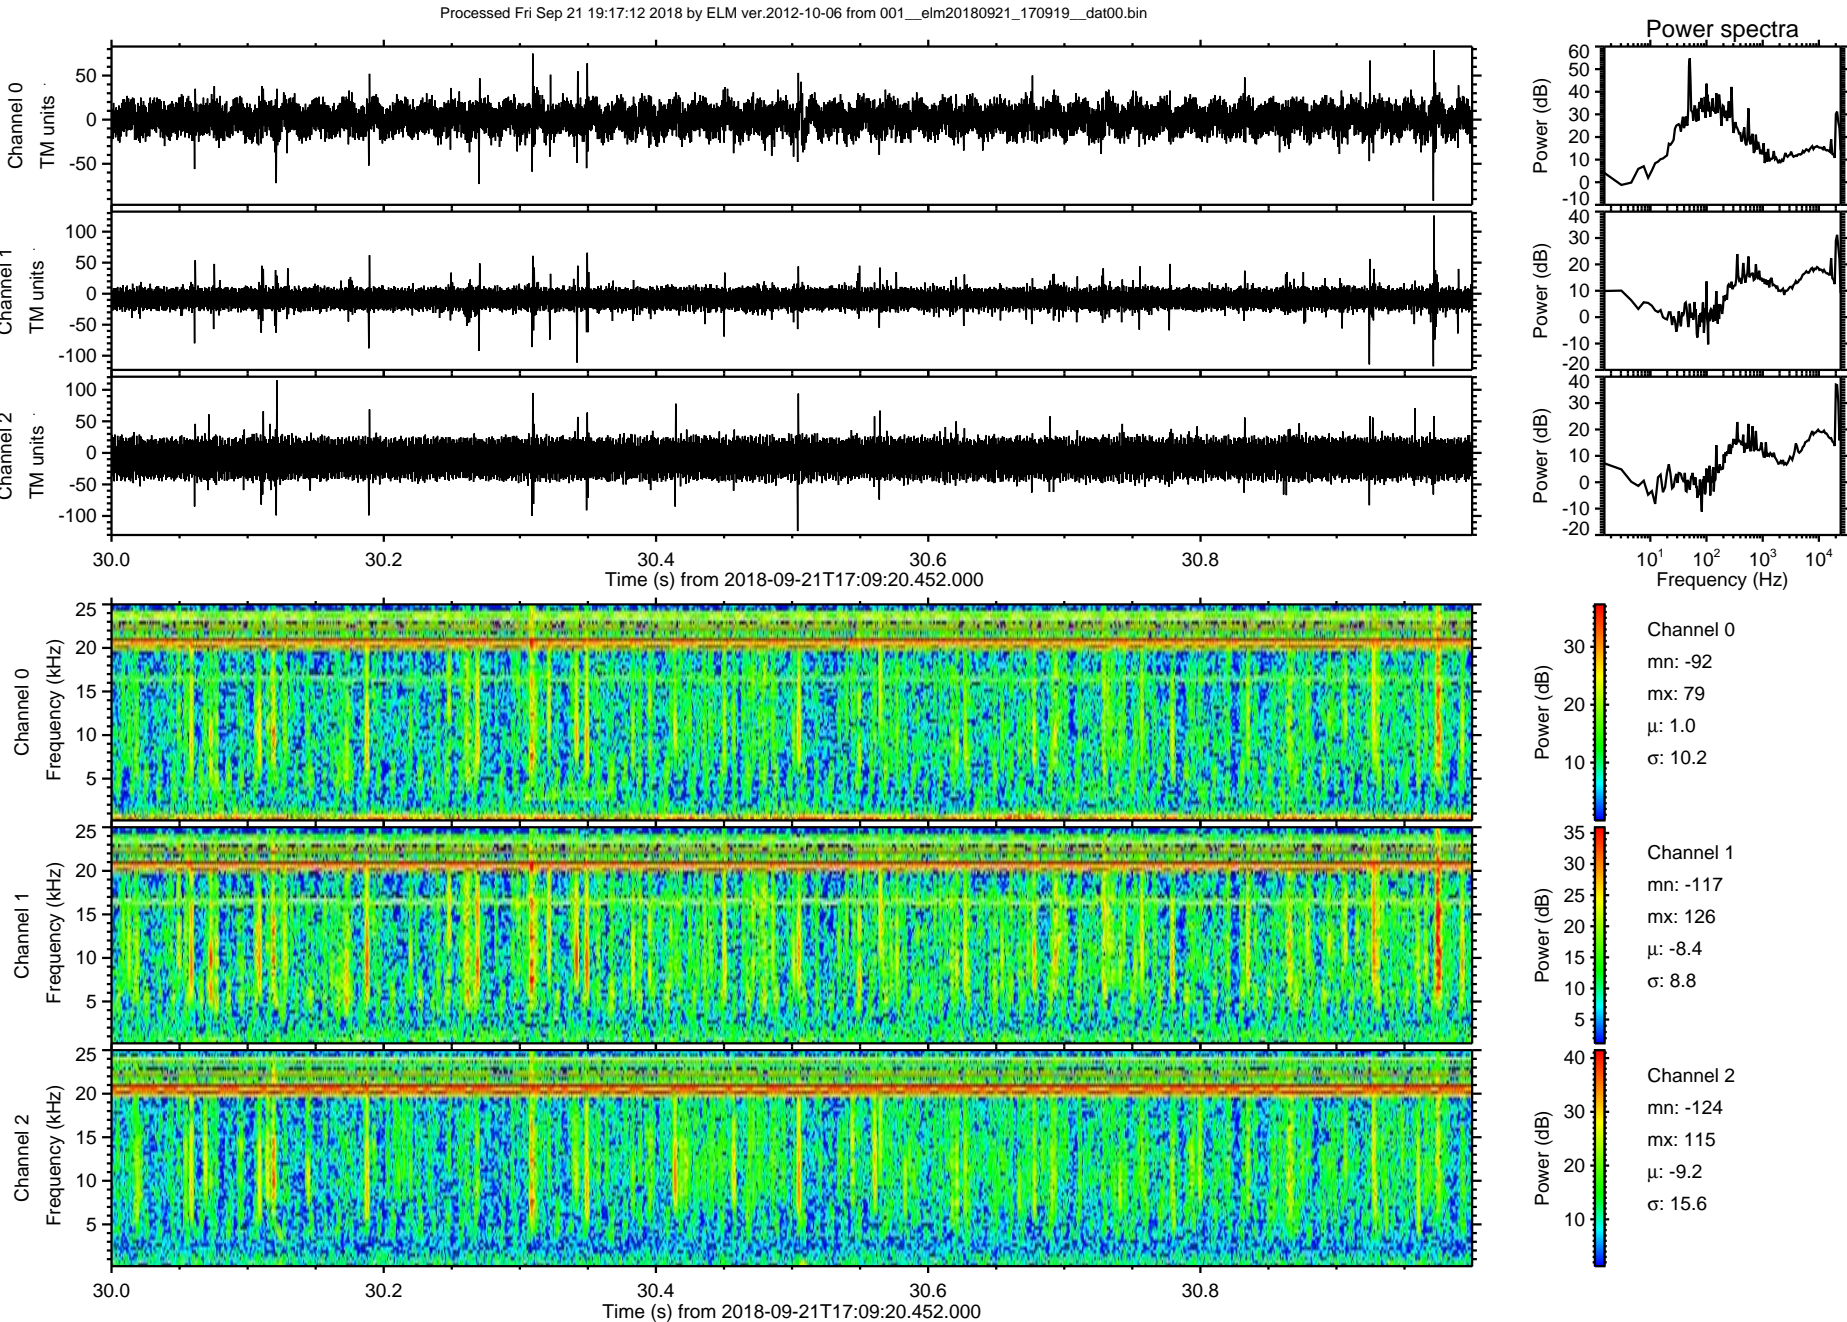 Processed Fri Sep 21 19:17:12 2018 by ELM ver.2012-10-06 from 001__elm20180921_170919__dat00.bin
Power spectra
Channel 0
TM units
50
0
-50
Power (dB)
60
50
40
30
20
10
0
-10
Channel 1
TM units
100
50
0
-50
-100
Power (dB)
40
30
20
10
0
-10
-20
Channel 2
TM units
100
50
0
-50
-100
Power (dB)
40
30
20
10
0
-10
-20
30.0 30.2 30.4 30.6 30.8
Time (s) from 2018-09-21T17:09:20.452.000
10^1 10^2 10^3 10^4
Frequency (Hz)
Channel 0
Frequency (kHz)
25
20
15
10
5
Power (dB)
30
20
10
Channel 0
mn: -92
mx: 79
μ: 1.0
σ: 10.2
Channel 1
Frequency (kHz)
25
20
15
10
5
Power (dB)
35
30
25
20
15
10
5
Channel 1
mn: -117
mx: 126
μ: -8.4
σ: 8.8
Channel 2
Frequency (kHz)
25
20
15
10
5
Power (dB)
40
30
20
10
Channel 2
mn: -124
mx: 115
μ: -9.2
σ: 15.6
30.0 30.2 30.4 30.6 30.8
Time (s) from 2018-09-21T17:09:20.452.000